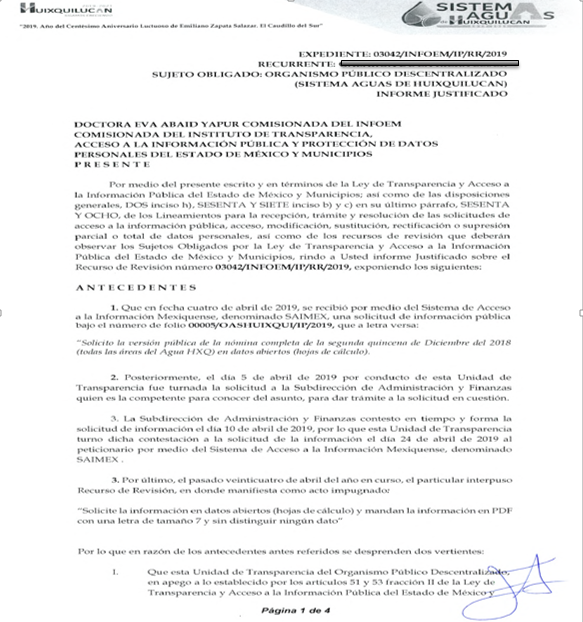 HUIXQUILUCAN
SISTEMA
AGUAS
DE HUIXQUILUCAN
"2019. Año del Centésimo Aniversario Luctuoso de Emiliano Zapata Salazar. El Caudillo del Sur"
EXPEDIENTE: 03042/INFOEM/IP/RR/2019
RECURRENTE:
SUJETO OBLIGADO: ORGANISMO PÚBLICO DESCENTRALIZADO
(SISTEMA AGUAS DE HUIXQUILUCAN)
INFORME JUSTIFICADO
DOCTORA EVA ABAID YAPUR COMISIONADA DEL INFOEM
COMISIONADA DEL INSTITUTO DE TRANSPARENCIA,
ACCESO A LA INFORMACIÓN PÚBLICA Y PROTECCIÓN DE DATOS
PERSONALES DEL ESTADO DE MÉXICO Y MUNICIPIOS
P R E S E N T E
Por medio del presente escrito y en términos de la Ley de Transparencia y Acceso a
la Información Pública del Estado de México y Municipios; así como de las disposiciones
generales, DOS inciso h), SESENTA Y SIETE inciso b) y c) en su último párrafo, SESENTA
Y OCHO, de los Lineamientos para la recepción, trámite y resolución de las solicitudes
de acceso a la información pública, acceso, modificación, sustitución, rectificación o supresión
parcial o total de datos personales, así como de los recursos de revisión que deberán
observar los Sujetos Obligados por la Ley de Transparencia y Acceso a la Información
Pública del Estado de México y Municipios, rindo a Usted informe Justificado sobre el
Recurso de Revisión número 03042/INFOEM/IP/RR/2019, exponiendo los siguientes:
A N T E C E D E N T E S
1. Que en fecha cuatro de abril de 2019, se recibió por medio del Sistema de Acceso
a la Información Mexiquense, denominado SAIMEX, una solicitud de información pública
bajo el número de folio 00005/OASHUIXQUI/IP/2019, que a letra versa:
"Solicito la versión pública de la nómina completa de la segunda quincena de Diciembre del 2018
(todas las áreas del Agua HXQ) en datos abiertos (hojas de cálculo).
2. Posteriormente, el día 5 de abril de 2019 por conducto de esta Unidad de
Transparencia fue turnada la solicitud a la Subdirección de Administración y Finanzas
quien es la competente para conocer del asunto, para dar trámite a la solicitud en cuestión.
3. La Subdirección de Administración y Finanzas contesto en tiempo y forma la
solicitud de información el día 10 de abril de 2019, por lo que esta Unidad de Transparencia
turno dicha contestación a la solicitud de la información el día 24 de abril de 2019 al
peticionario por medio del Sistema de Acceso a la Información Mexiquense, denominado
SAIMEX .
3. Por último, el pasado veinticuatro de abril del año en curso, el particular interpuso
Recurso de Revisión, en donde manifiesta como acto impugnado:
"Solicite la información en datos abiertos (hojas de cálculo) y mandan la información en PDF
con una letra de tamaño 7 y sin distinguir ningún dato"
Por lo que en razón de los antecedentes antes referidos se desprenden dos vertientes:
1. Que esta Unidad de Transparencia del Organismo Público Descentralizado,
en apego a lo establecido por los artículos 51 y 53 fracción II de la Ley de
Transparencia y Acceso a la Información Pública del Estado de México y
Página 1 de 4